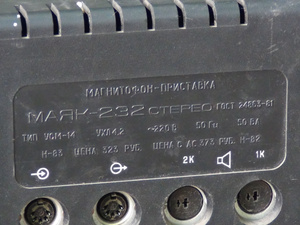 МАГНИТОФОН-ПРИСТАВКА
МАЯК-232 СТЕРЕО ГОСТ 24863-81
ТИП УСМ-14 УХЛ4.2 ~220В 50 Гц 50 ВА
Н-83 ЦЕНА 323 РУБ. ЦЕНА С АС 373 РУБ. Н-82
2К 1К